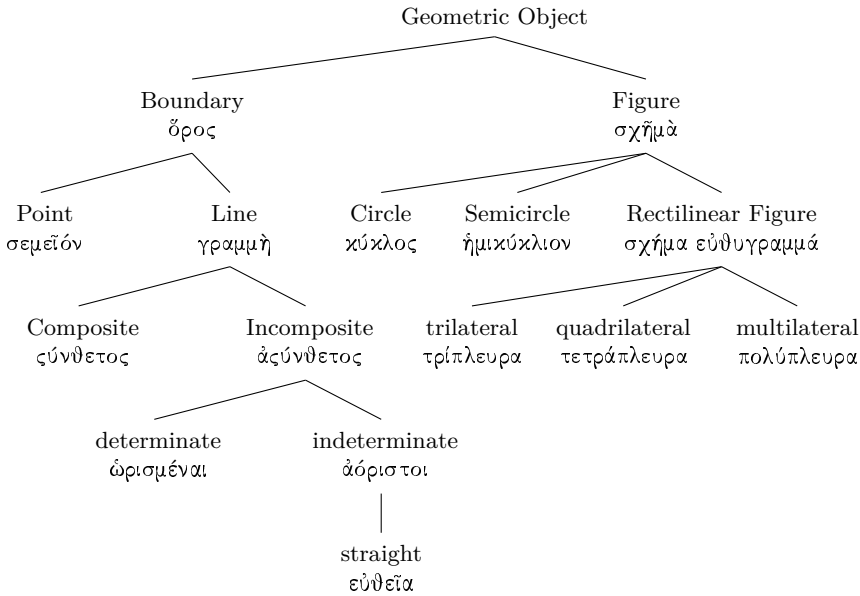 Geometric Object
Boundary Figure
ὅρος σχῆμὰ
Point Line Circle Semicircle Rectilinear Figure
σεμεῖόν γραμμὴ κύκλος ἡμικύκλιον σχήμα εὐθυγραμμά
Composite Incomposite trilateral quadrilateral multilateral
ςύνθετος ἀςύνθετος τρίπλευρα τετράπλευρα πολύπλευρα
determinate indeterminate
ὡρισμέναι ἀόριστοι
straight
εὐθεῖα